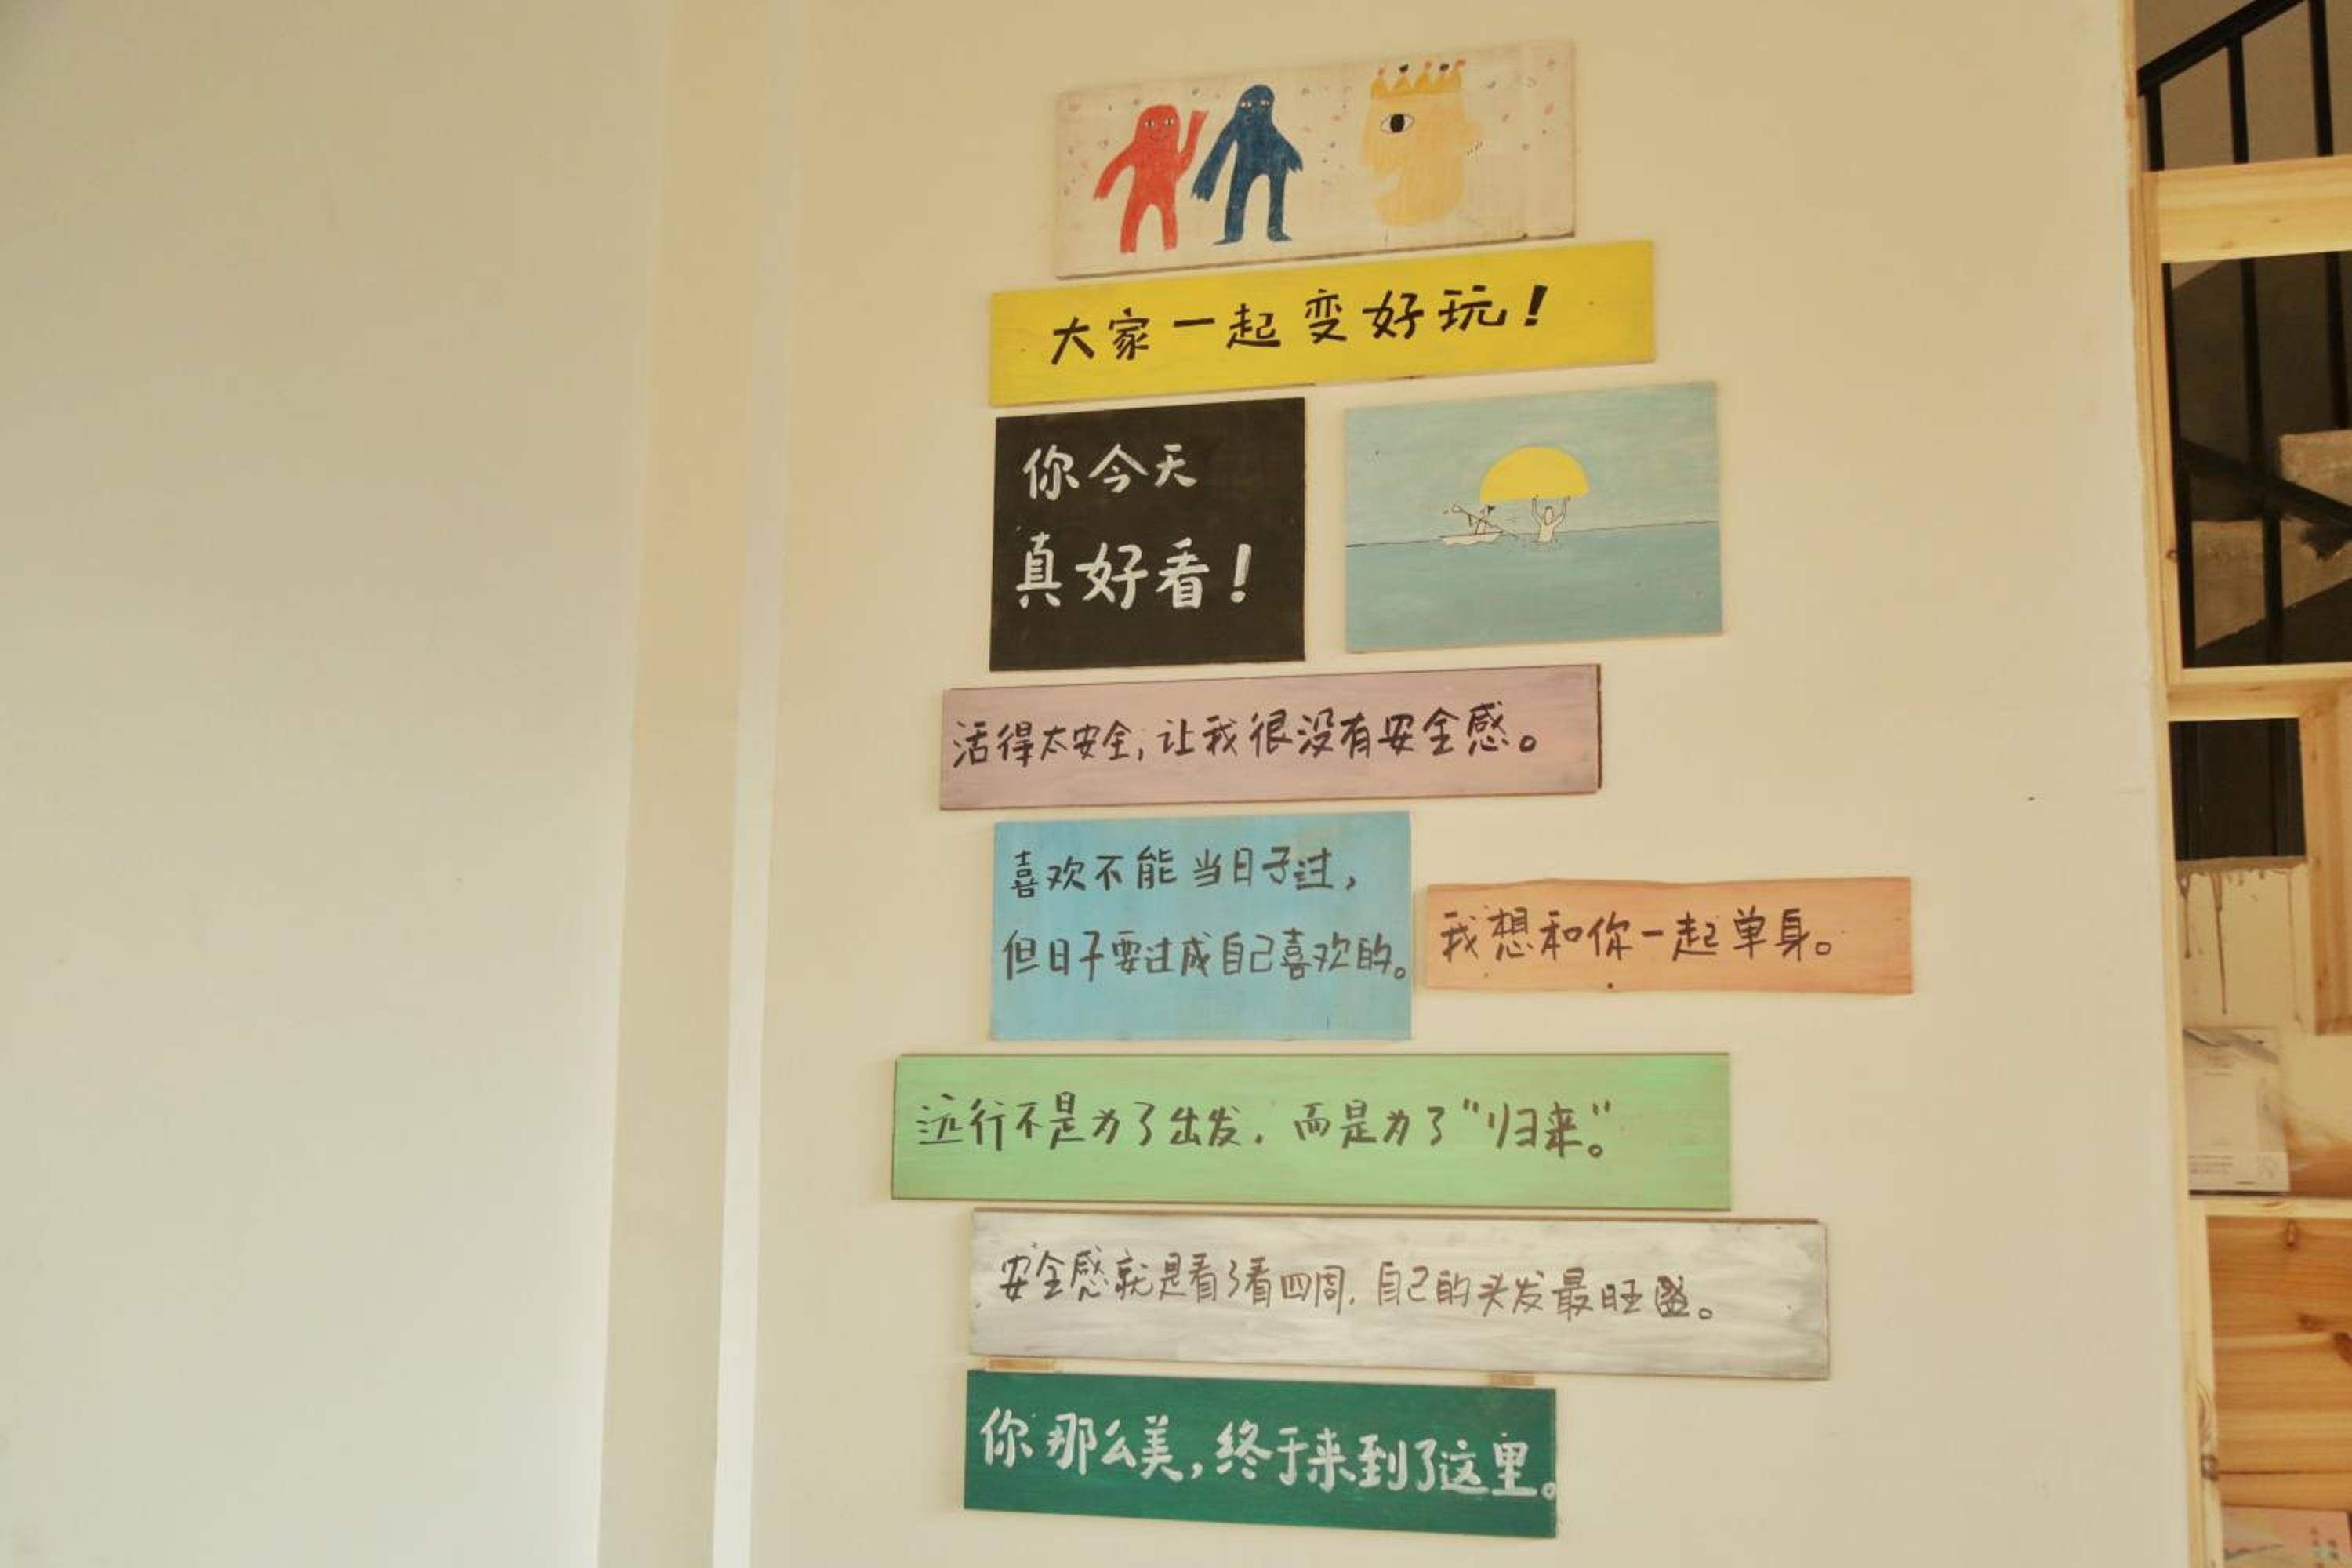 大家一起变好玩！
你今天
真好看！
活得太安全,让我很没有安全感。
喜欢不能当日子过,
但日子要过成自己喜欢的。
我想和你一起单身。
远行不是为了出发,而是为了“归来。”
安全感就是看了看四周,自己的头发最旺盛。
你那么美,终于来到了这里。